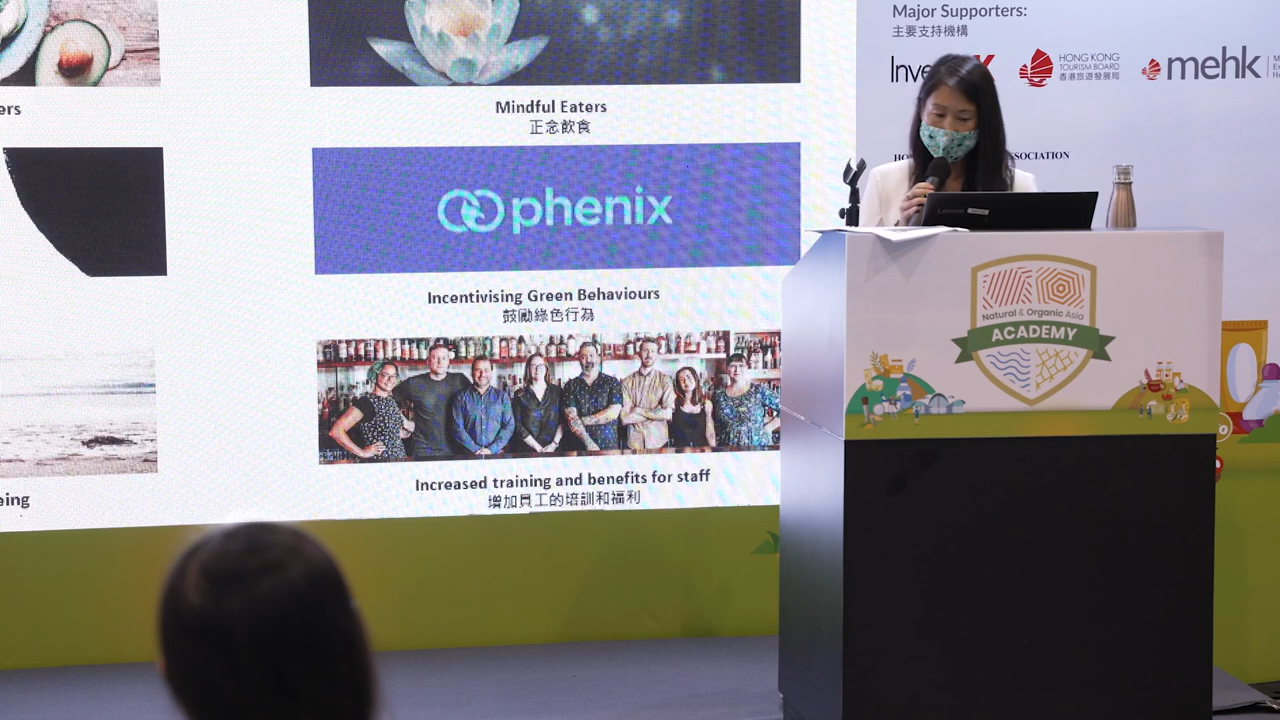 ers
Mindful Eaters
正念飲食
phenix
Incentivising Green Behaviours
鼓勵綠色行為
Increased training and benefits for staff
增加員工的培訓和福利
eing
Major Supporters:
主要支持機構
Inve
HONG KONG
TOURISM BOARD
香港旅遊發展局
mehk
SOCIATION
Lenovo
Natural & Organic Asia
ACADEMY